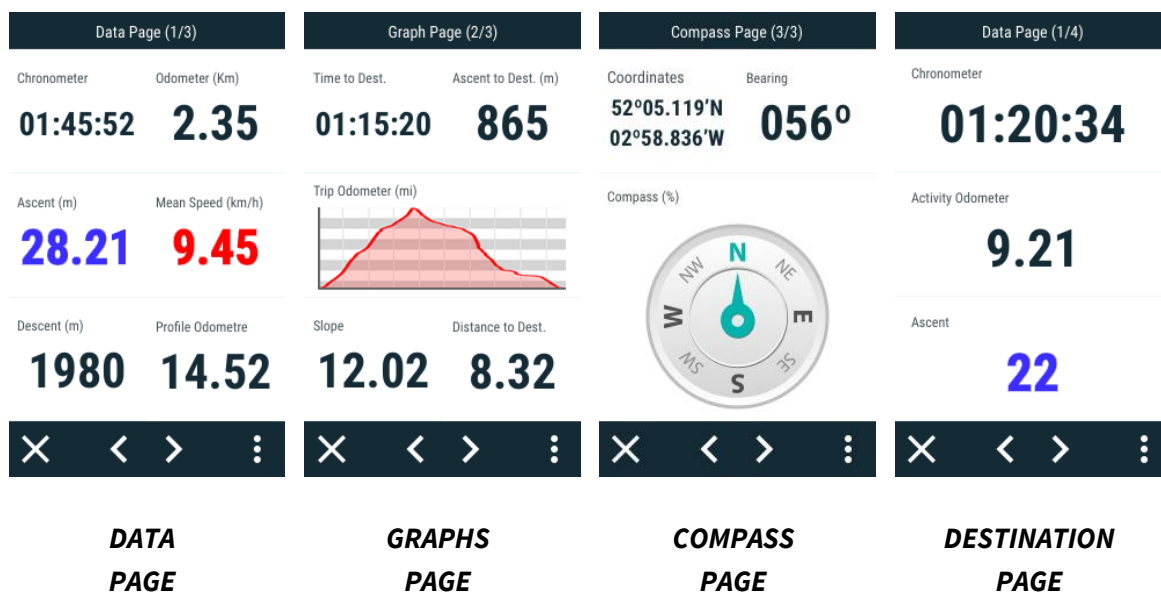 Data Page (1/3)
Chronometer Odometer (Km)
01:45:52 2.35
Ascent (m) Mean Speed (km/h)
28.21 9.45
Descent (m) Profile Odometre
1980 14.52
Graph Page (2/3)
Time to Dest. Ascent to Dest. (m)
01:15:20 865
Trip Odometer (mi)
Slope Distance to Dest.
12.02 8.32
Compass Page (3/3)
Coordinates Bearing
52º05.119'N 056º
02º58.836'W
Compass (%)
N
NW NE
W E
SW SE
S
Data Page (1/4)
Chronometer
01:20:34
Activity Odometer
9.21
Ascent
22
DATA
PAGE
GRAPHS
PAGE
COMPASS
PAGE
DESTINATION
PAGE